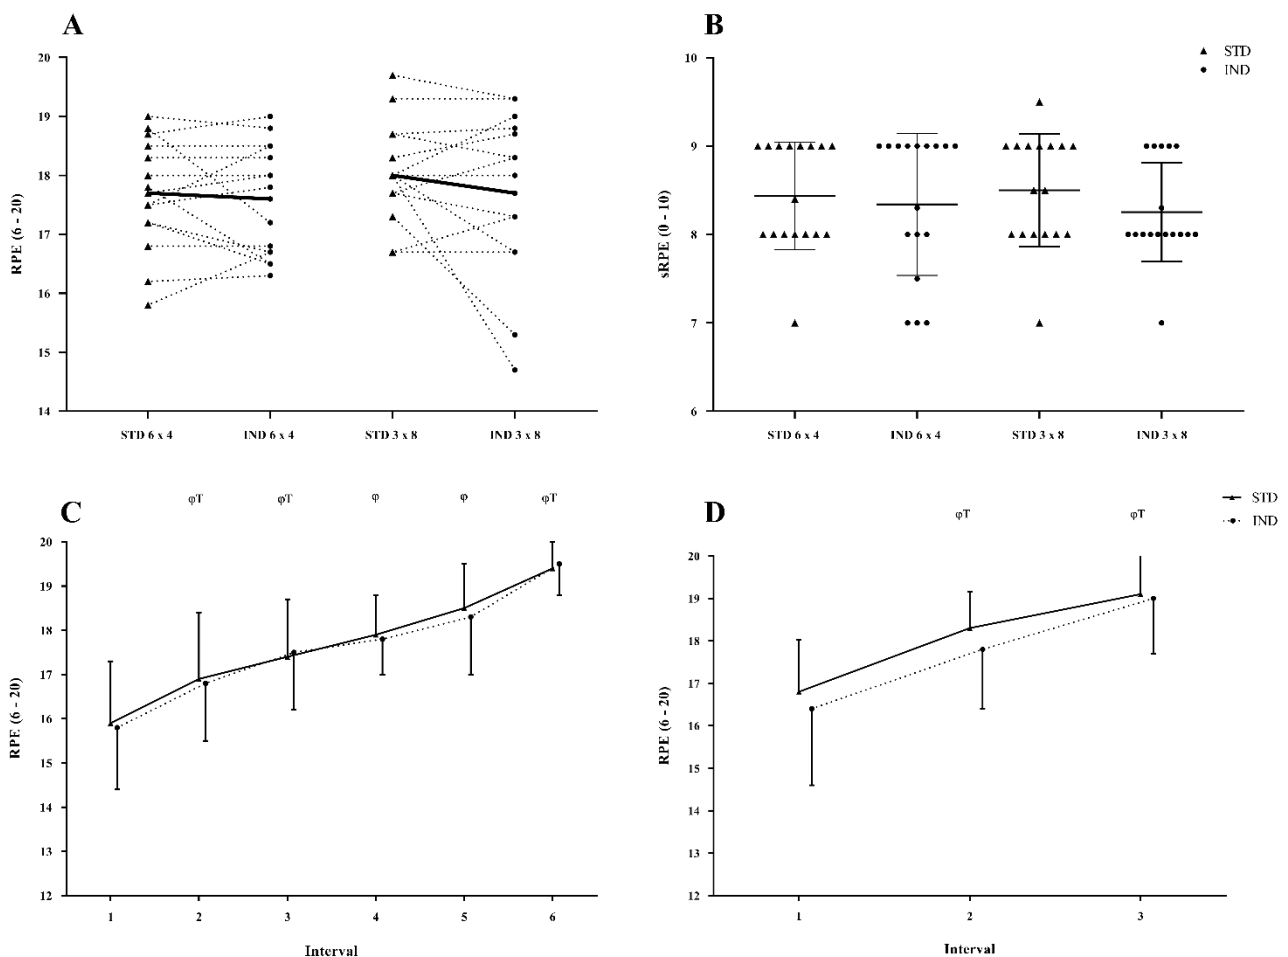 A
20
19
18
17
16
15
14
RPE (6 - 20)
STD 6 x 4
IND 6 x 4
STD 3 x 8
IND 3 x 8
B
STD
IND
10
9
8
7
6
sRPE (0 - 10)
STD 6 x 4
IND 6 x 4
STD 3 x 8
IND 3 x 8
C
φT
φT
φ
φ
φT
20
19
18
17
16
15
14
13
12
RPE (6 - 20)
1
2
3
4
5
6
Interval
D
φT
φT
STD
IND
20
19
18
17
16
15
14
13
12
RPE (6 - 20)
1
2
3
Interval